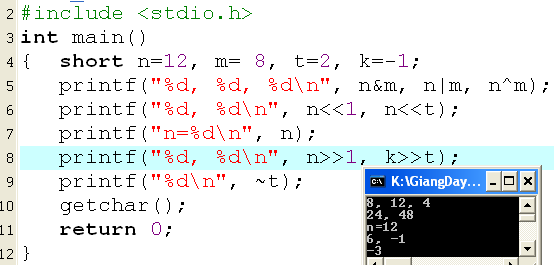 2 #include <stdio.h>
3 int main()
4 { short n=12, m= 8, t=2, k=-1;
5 printf("%d, %d, %d\n", n&m, n|m, n^m);
6 printf("%d, %d\n", n<<1, n<<t);
7 printf("n=%d\n", n);
8 printf("%d, %d\n", n>>1, k>>t);
9 printf("%d\n", ~t);
10 getchar();
11 return 0;
12 }
K:\GiangDay...
8, 12, 4
24, 48
n=12
6, -1
-3